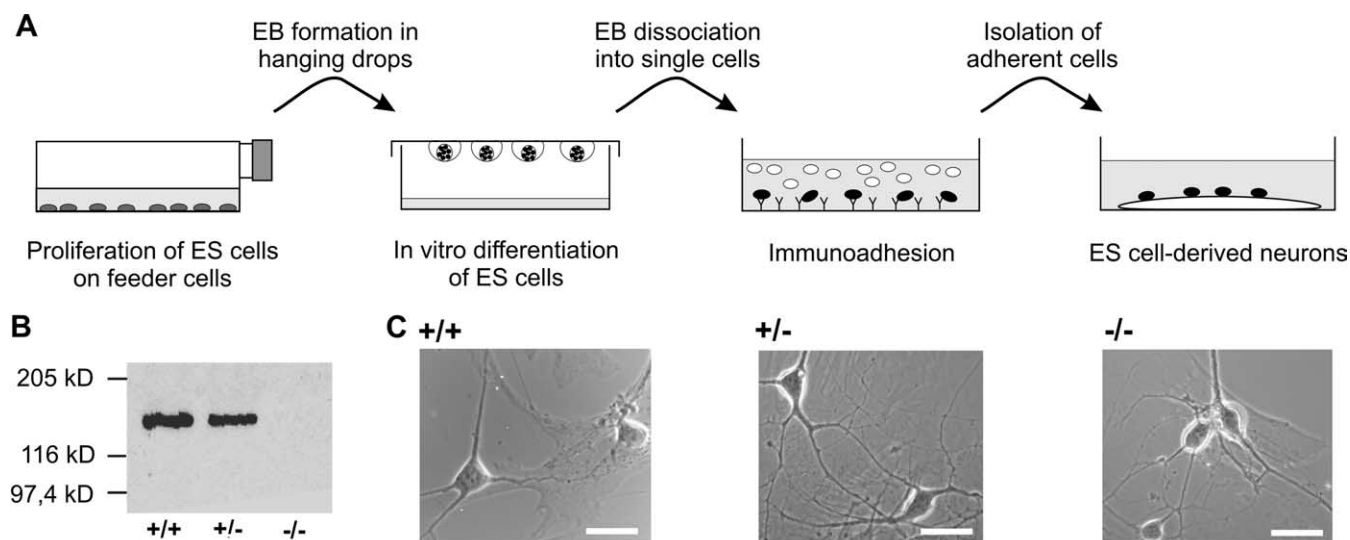 A
EB formation in
hanging drops
EB dissociation
into single cells
Isolation of
adherent cells
Proliferation of ES cells
on feeder cells
In vitro differentiation
of ES cells
Immunoadhesion
ES cell-derived neurons
B
205 kD
116 kD
97,4 kD
+/+
+/-
-/-
C
+/+
+/-
-/-